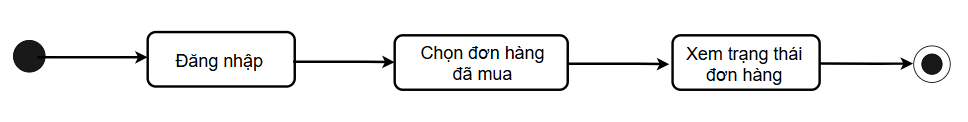 Đăng nhập
Chọn đơn hàng
đã mua
Xem trạng thái
đơn hàng